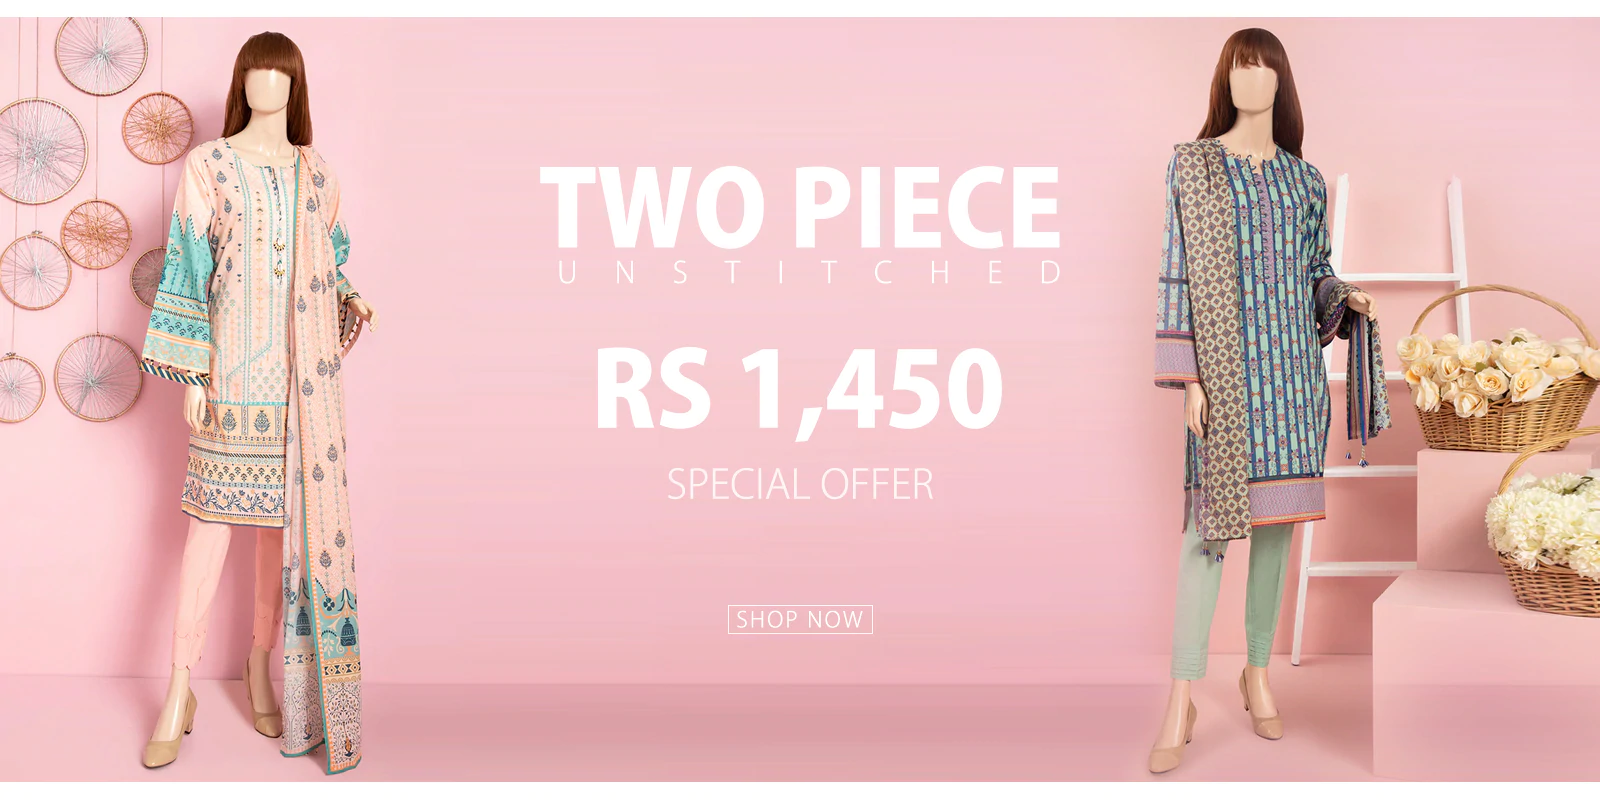 TWO PIECE
UNSTITCHED
RS 1,450
SPECIAL OFFER
SHOP NOW